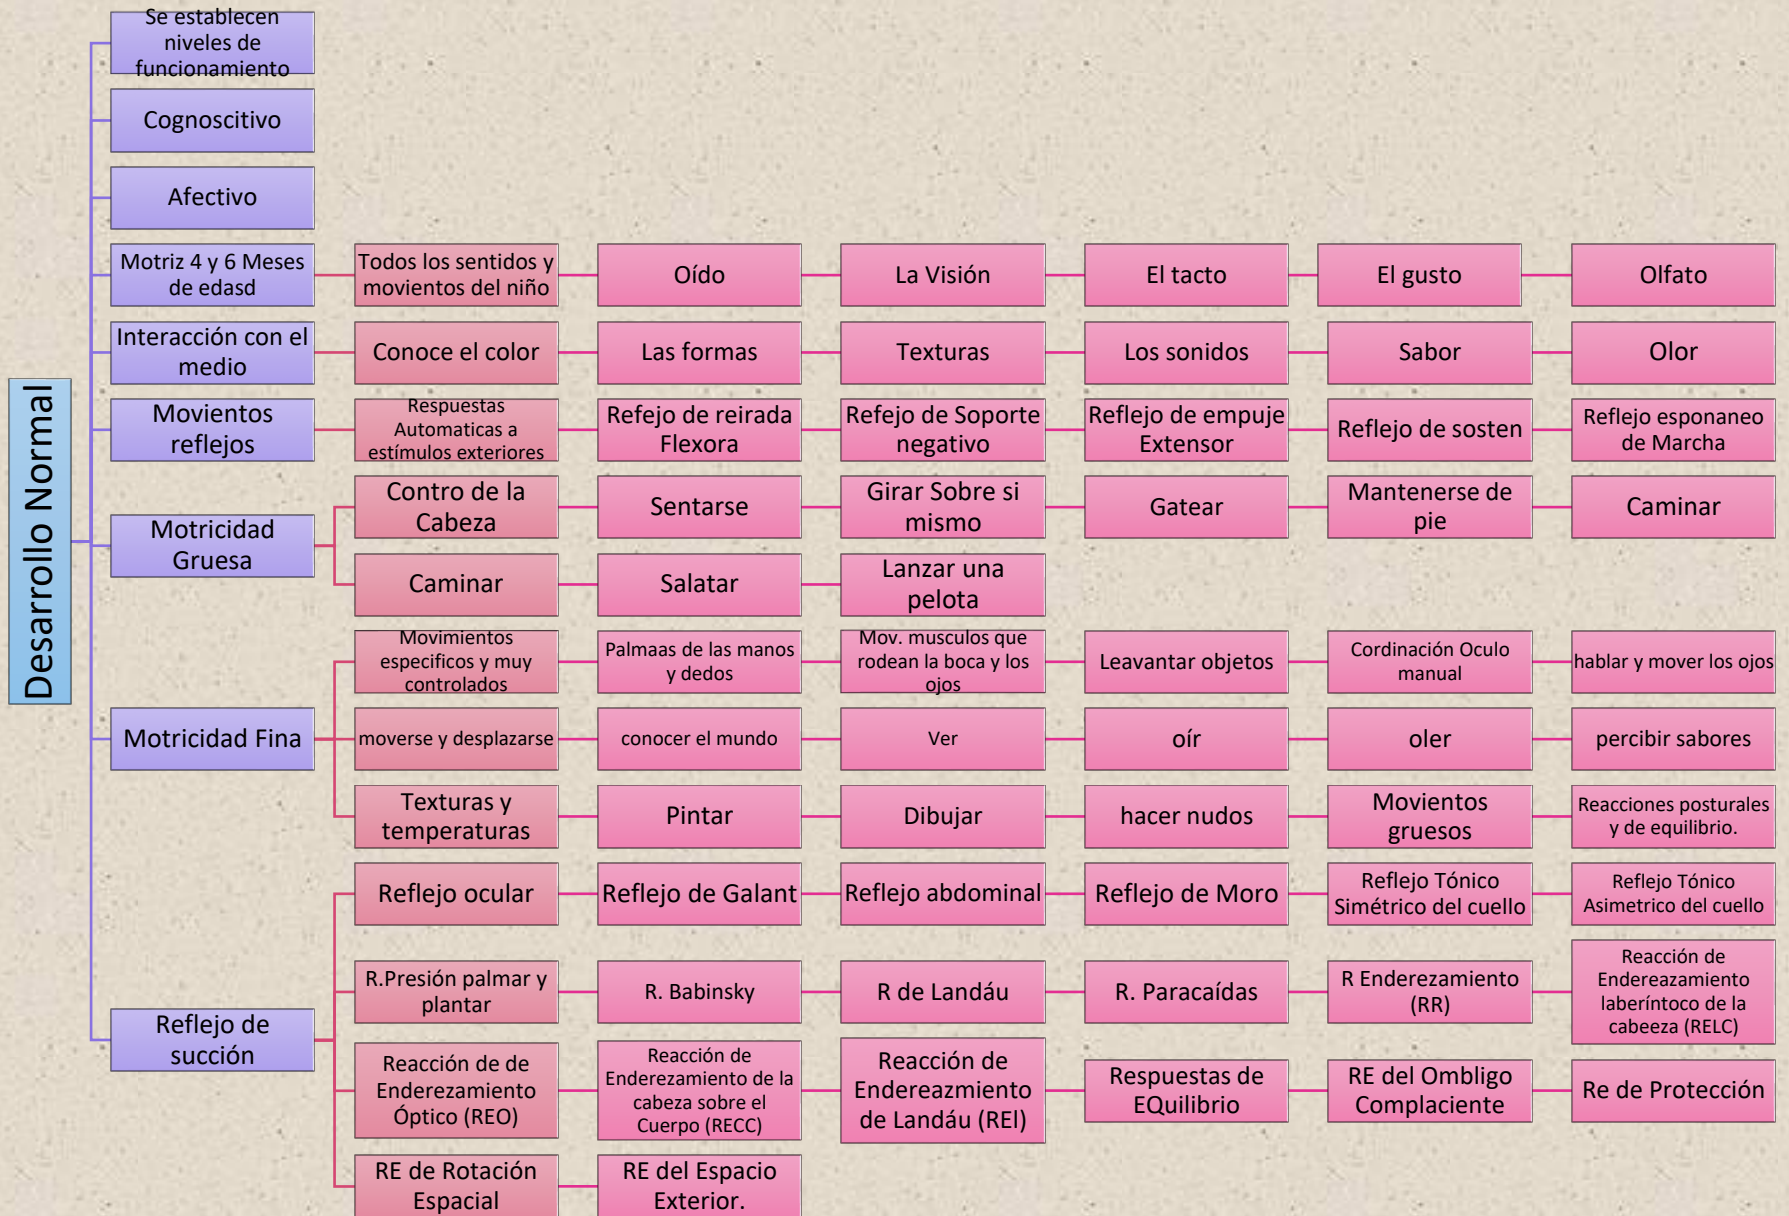 Desarrollo Normal
Se establecen
niveles de
funcionamiento
Cognoscitivo
Afectivo
Motriz 4 y 6 Meses
de edasd
Todos los sentidos y
movientos del niño
Oído
La Visión
El tacto
El gusto
Olfato
Interacción con el
medio
Conoce el color
Las formas
Texturas
Los sonidos
Sabor
Olor
Movientos
reflejos
Respuestas
Automaticas a
estímulos exteriores
Refejo de reirada
Flexora
Refejo de Soporte
negativo
Reflejo de empuje
Extensor
Reflejo de sosten
Reflejo esponaneo
de Marcha
Motricidad
Gruesa
Contro de la
Cabeza
Sentarse
Girar Sobre si
mismo
Gatear
Mantenerse de
pie
Caminar
Caminar
Salatar
Lanzar una
pelota
Motricidad Fina
Movimientos
especificos y muy
controlados
Palmaas de las manos
y dedos
Mov. musculos que
rodean la boca y los
ojos
Leavantar objetos
Cordinación Oculo
manual
hablar y mover los ojos
moverse y desplazarse
conocer el mundo
Ver
oír
oler
percibir sabores
Texturas y
temperaturas
Pintar
Dibujar
hacer nudos
Movientos
gruesos
Reacciones posturales
y de equilibrio.
Reflejo de
succión
Reflejo ocular
Reflejo de Galant
Reflejo abdominal
Reflejo de Moro
Reflejo Tónico
Simétrico del cuello
Reflejo Tónico
Asimetrico del cuello
R.Presión palmar y
plantar
R. Babinsky
R de Landáu
R. Paracaídas
R Enderezamiento
(RR)
Reacción de
Endereazamiento
laberíntoco de la
cabeeza (RELC)
Reacción de de
Enderezamiento
Óptico (REO)
Reacción de
Enderezamiento de la
cabeza sobre el
Cuerpo (RECC)
Reacción de
Endereazmiento
de Landáu (REl)
Respuestas de
EQuilibrio
RE del Ombligo
Complaciente
Re de Protección
RE de Rotación
Espacial
RE del Espacio
Exterior.